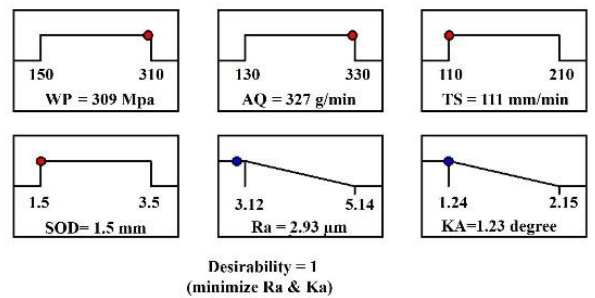 150 310
WP = 309 Mpa
130 330
AQ = 327 g/min
110 210
TS = 111 mm/min
1.5 3.5
SOD= 1.5 mm
3.12 5.14
Ra = 2.93 µm
1.24 2.15
KA=1.23 degree
Desirability = 1
(minimize Ra & Ka)